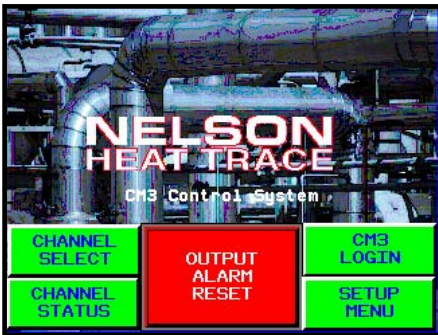 NELSON
HEAT TRACE
CM3 Control System
CHANNEL
SELECT
CHANNEL
STATUS
OUTPUT
ALARM
RESET
CM3
LOGIN
SETUP
MENU